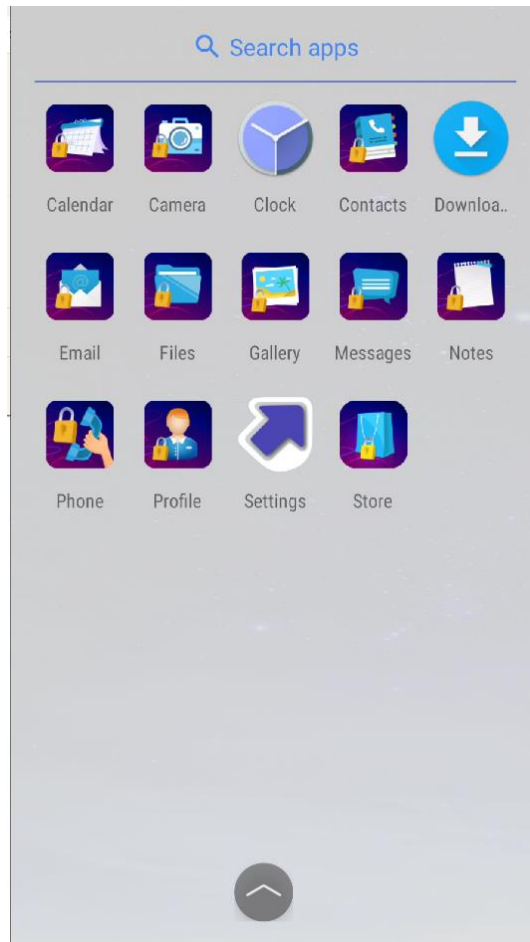 Search apps
Calendar Camera Clock Contacts Downloa..
Email Files Gallery Messages Notes
Phone Profile Settings Store